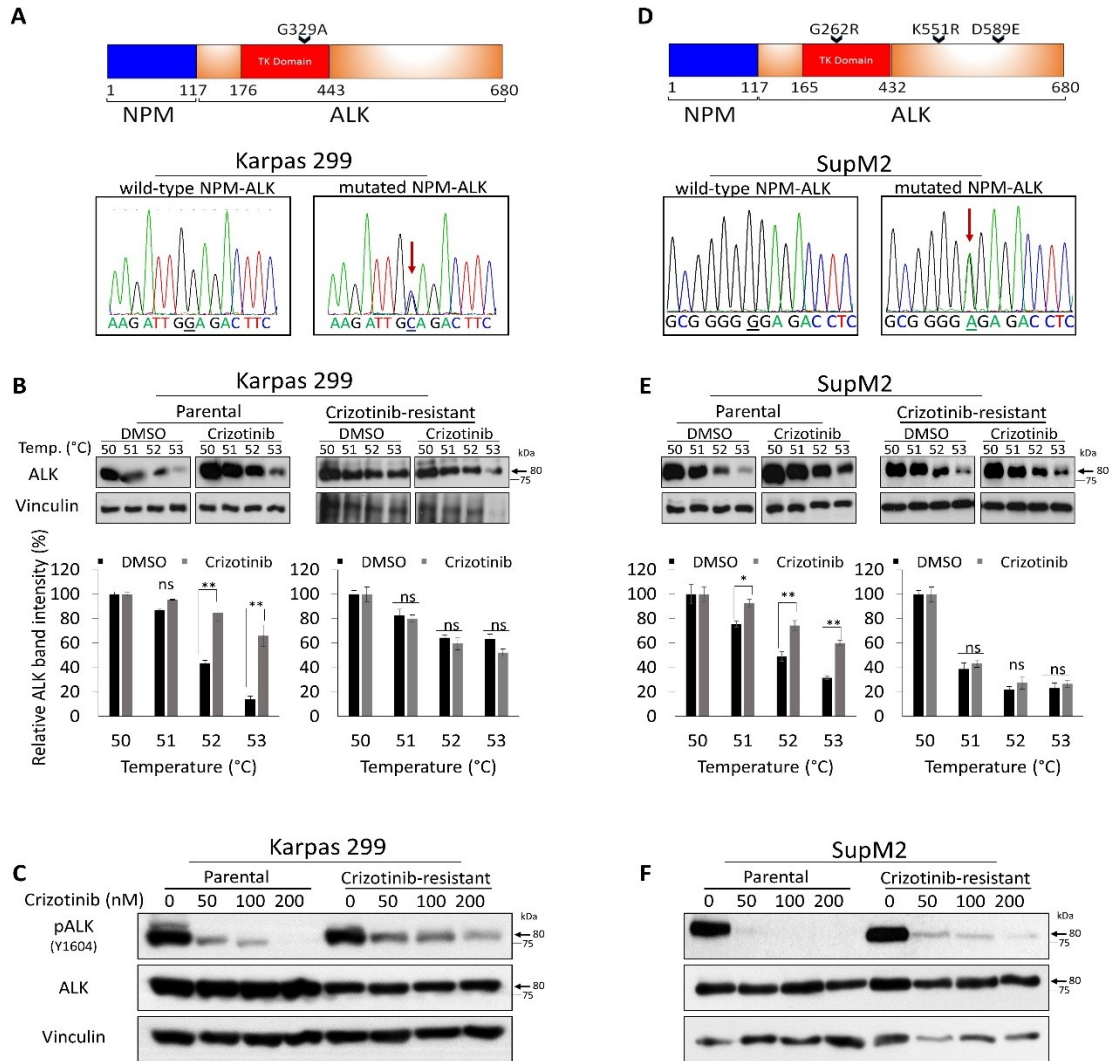 A
G329A
TK Domain
1 117 176 443 680
NPM ALK
Karpas 299
wild-type NPM-ALK mutated NPM-ALK
AAG ATT GGA GAC TTC AAG ATT GCA GAC TTC
D
G262R K551R D589E
TK Domain
1 117 165 432 680
NPM ALK
SupM2
wild-type NPM-ALK mutated NPM-ALK
GCG GGG GGA GA CCTC GCG GGG AGA GA CCTC
B
Karpas 299
Parental Crizotinib-resistant
DMSO Crizotinib DMSO Crizotinib
Temp. (°C) 50 51 52 53 50 51 52 53 50 51 52 53 50 51 52 53 kDa
ALK 80
75
Vinculin
Relative ALK band intensity (%)
DMSO Crizotinib DMSO Crizotinib
120 120
100 ns ** ** 100 ns
80 80 ns ns
60 60
40 40
20 20
0 0
50 51 52 53 50 51 52 53
Temperature (°C) Temperature (°C)
E
SupM2
Parental Crizotinib-resistant
DMSO Crizotinib DMSO Crizotinib
50 51 52 53 50 51 52 53 50 51 52 53 50 51 52 53 kDa
80
75
DMSO Crizotinib DMSO Crizotinib
120 * 120
100 ** 100
80 ** 80
60 60 ns
40 40 ns ns
20 20
0 0
50 51 52 53 50 51 52 53
Temperature (°C) Temperature (°C)
C
Karpas 299
Parental Crizotinib-resistant
Crizotinib (nM) 0 50 100 200 0 50 100 200
kDa
pALK 80
(Y1604) 75
ALK 80
75
Vinculin
F
SupM2
Parental Crizotinib-resistant
0 50 100 200 0 50 100 200
kDa
80
75
80
75